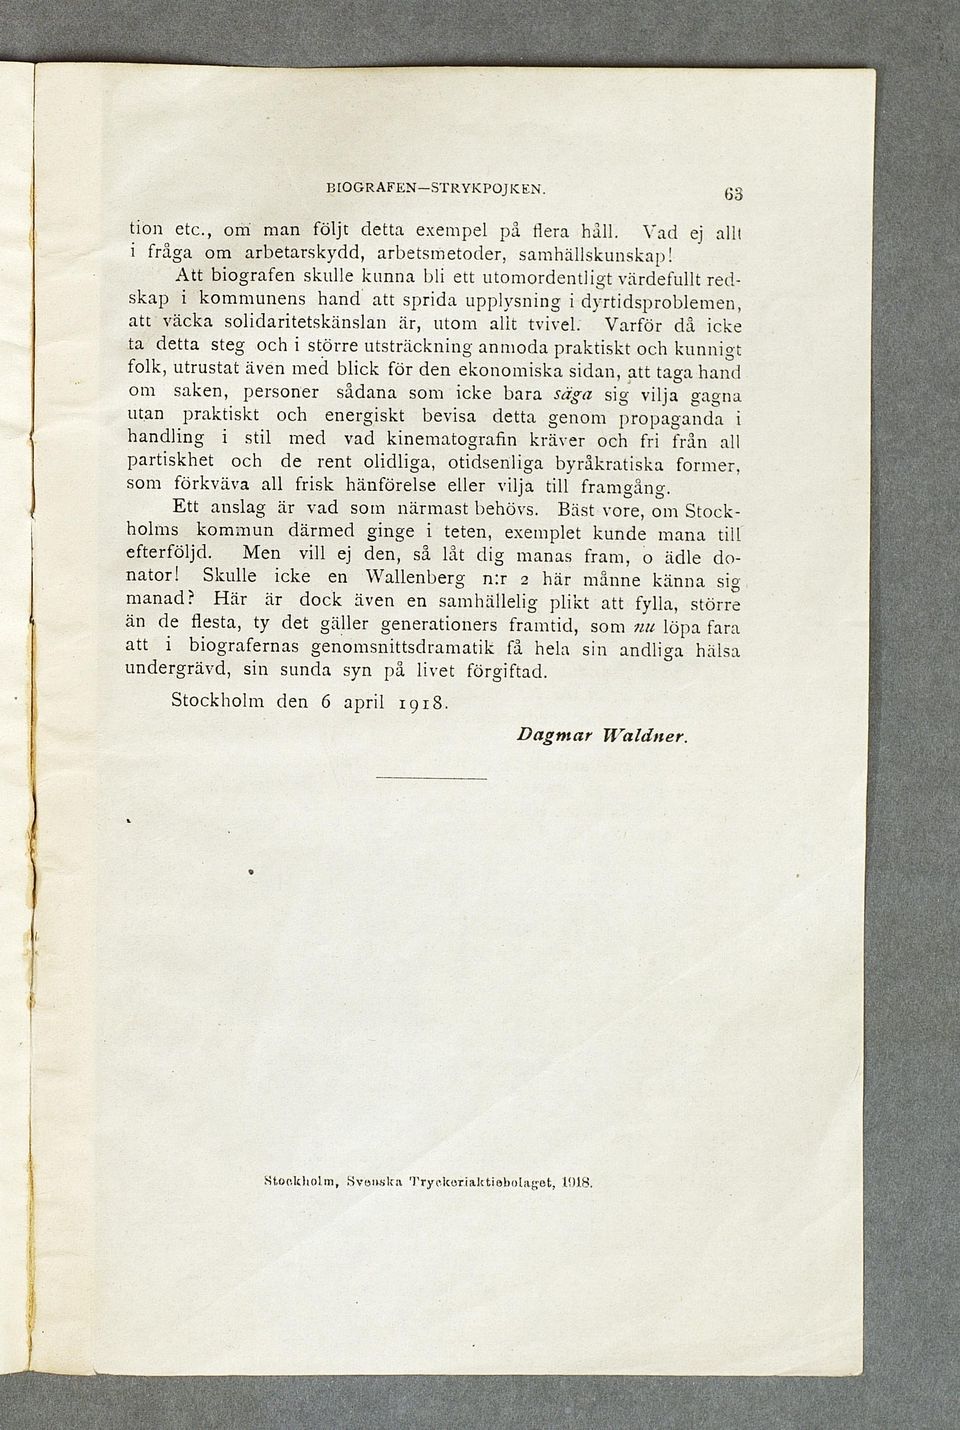 BIOGRAFEN—STRYKPOJKEN. 63
tion etc., om man följt detta exempel på flera håll. Vad ej allt
i fråga om arbetarskydd, arbetsmetoder, samhällskunskap!
Att biografen skulle kunna bli ett utomordentligt värdefullt red-
skap i kommunens hand att sprida upplysning i dyrtidsproblemen,
att väcka solidaritetskänslan är, utom allt tvivel. Varför då icke
ta detta steg och i större utsträckning anmoda praktiskt och kunnigt
folk, utrustat även med blick för den ekonomiska sidan, att taga hand
om saken, personer sådana som icke bara säga sig vilja gagna
utan praktiskt och energiskt bevisa detta genom propaganda i
handling i stil med vad kinematografin kräver och fri från all
partiskhet och de rent olidliga, otidsenliga byråkratiska former,
som förkväva all frisk hänförelse eller vilja till framgång.
Ett anslag är vad som närmast behövs. Bäst vore, om Stock-
holms kommun därmed ginge i teten, exemplet kunde mana till
efterföljd. Men vill ej den, så låt dig manas fram, o ädle do-
nator! Skulle icke en Wallenberg n:r 2 här månne känna sig
manad? Här är dock även en samhällelig plikt att fylla, större
än de flesta, ty det gäller generationers framtid, som nu löpa fara
att i biografernas genomsnittsdramatik få hela sin andliga hälsa
undergrävd, sin sunda syn på livet förgiftad.
Stockholm den 6 april 1918.
Dagmar Waldner.
Stockholm, Svenska Tryckeriaktiebolaget, 1918.